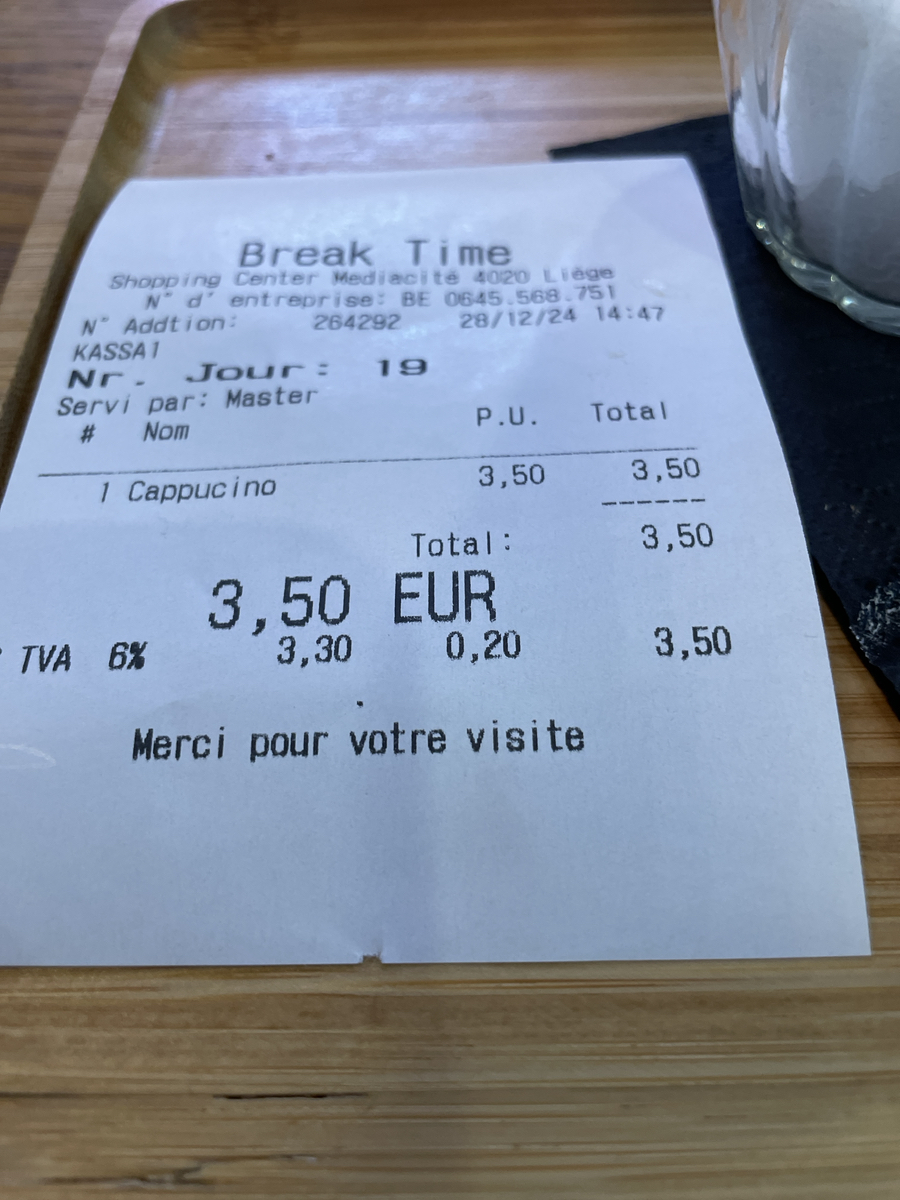 Break Time
Shopping Center Mediacité 4020 Liège
N° d' entreprise: BE 0645.568.751
N° Addtion: 264292 28/12/24 14:47
KASSA1
Nr. Jour: 19
Servi par: Master
# Nom P.U. Total
1 Cappucino 3,50 3,50
------
Total: 3,50
3,50 EUR
TVA 6% 3,30 0,20 3,50
Merci pour votre visite